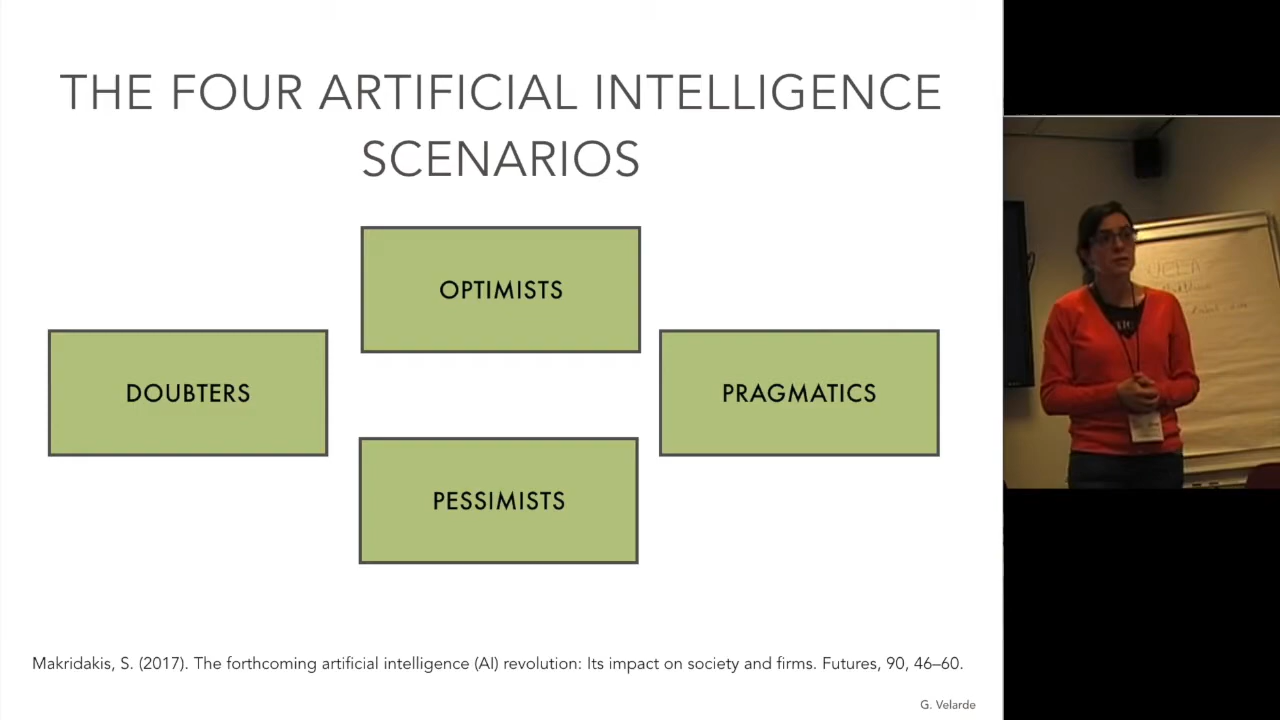 THE FOUR ARTIFICIAL INTELLIGENCE
SCENARIOS
OPTIMISTS
DOUBTERS
PRAGMATICS
PESSIMISTS
Makridakis, S. (2017). The forthcoming artificial intelligence (AI) revolution: Its impact on society and firms. Futures, 90, 46–60.
G. Velarde